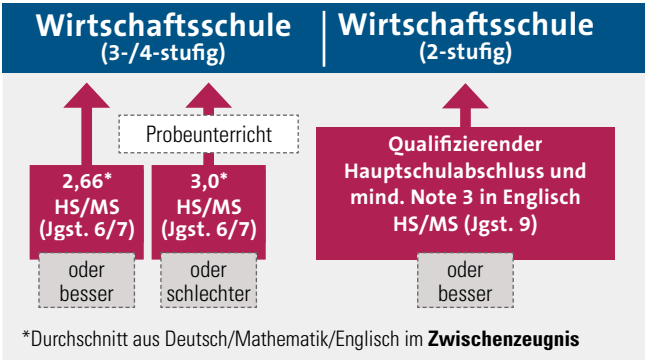 Wirtschaftsschule
(3-/4-stufig)
Wirtschaftsschule
(2-stufig)
Probeunterricht
2,66*
HS/MS
(Jgst. 6/7)
oder
besser
3,0*
HS/MS
(Jgst. 6/7)
oder
schlechter
Qualifizierender
Hauptschulabschluss und
mind. Note 3 in Englisch
HS/MS (Jgst. 9)
oder
besser
*Durchschnitt aus Deutsch/Mathematik/Englisch im Zwischenzeugnis